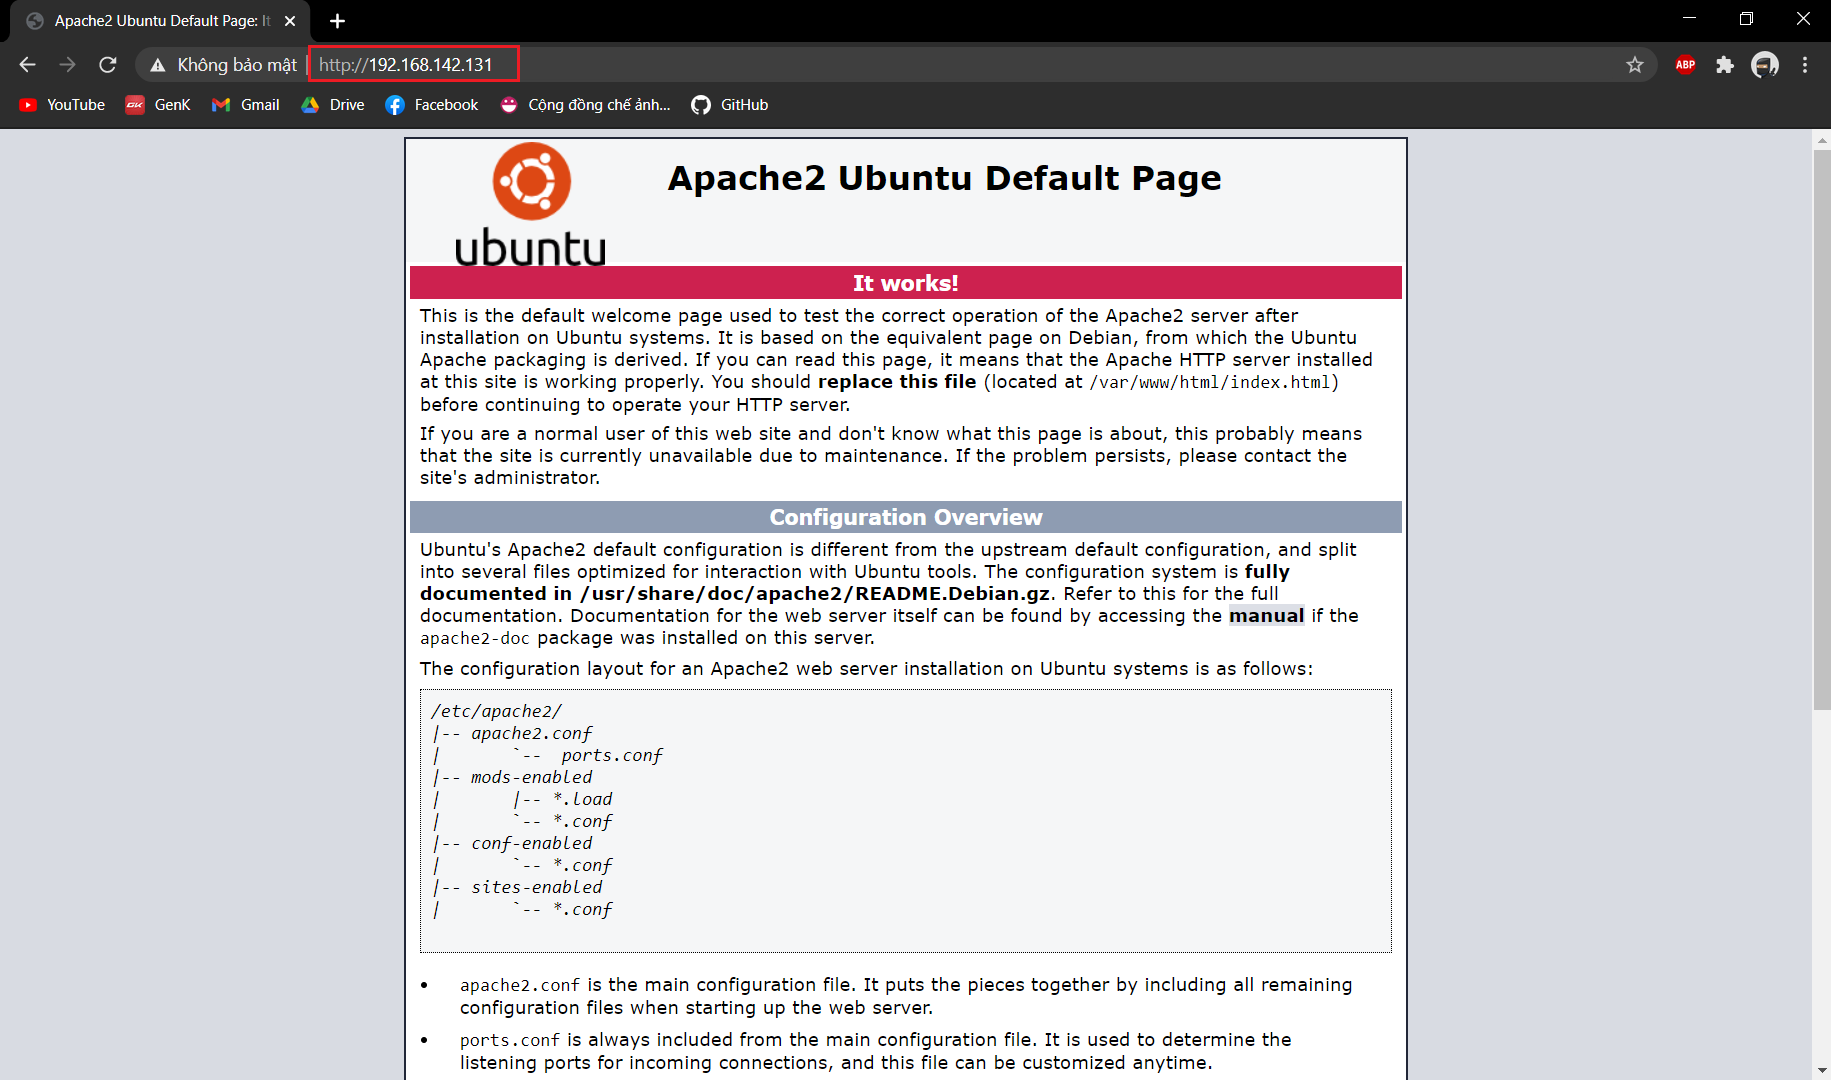 Apache2 Ubuntu Default Page: It
Không bảo mật | http://192.168.142.131
ABP
YouTube GenK Gmail Drive Facebook Cộng đồng chế ảnh... GitHub
ubuntu
Apache2 Ubuntu Default Page
It works!
This is the default welcome page used to test the correct operation of the Apache2 server after
installation on Ubuntu systems. It is based on the equivalent page on Debian, from which the Ubuntu
Apache packaging is derived. If you can read this page, it means that the Apache HTTP server installed
at this site is working properly. You should replace this file (located at /var/www/html/index.html)
before continuing to operate your HTTP server.
If you are a normal user of this web site and don't know what this page is about, this probably means
that the site is currently unavailable due to maintenance. If the problem persists, please contact the
site's administrator.
Configuration Overview
Ubuntu's Apache2 default configuration is different from the upstream default configuration, and split
into several files optimized for interaction with Ubuntu tools. The configuration system is fully
documented in /usr/share/doc/apache2/README.Debian.gz. Refer to this for the full
documentation. Documentation for the web server itself can be found by accessing the manual if the
apache2-doc package was installed on this server.
The configuration layout for an Apache2 web server installation on Ubuntu systems is as follows:
/etc/apache2/
|-- apache2.conf
|       `--  ports.conf
|-- mods-enabled
|       |-- *.load
|       `-- *.conf
|-- conf-enabled
|       `-- *.conf
|-- sites-enabled
|       `-- *.conf
• apache2.conf is the main configuration file. It puts the pieces together by including all remaining
configuration files when starting up the web server.
• ports.conf is always included from the main configuration file. It is used to determine the
listening ports for incoming connections, and this file can be customized anytime.